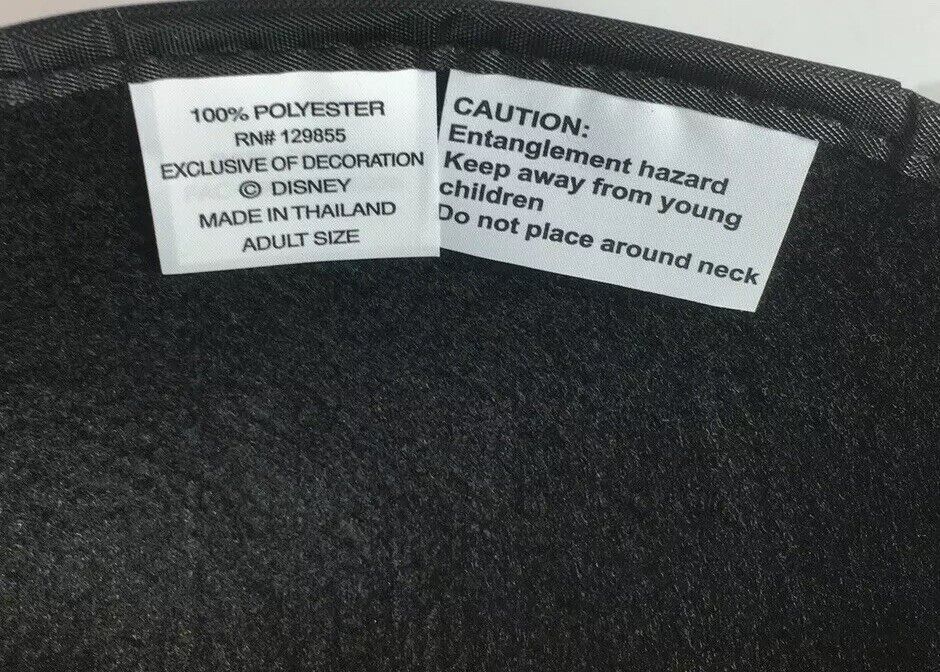 100% POLYESTER
RN# 129855
EXCLUSIVE OF DECORATION
© DISNEY
MADE IN THAILAND
ADULT SIZE
CAUTION:
Entanglement hazard
Keep away from young
children
Do not place around neck